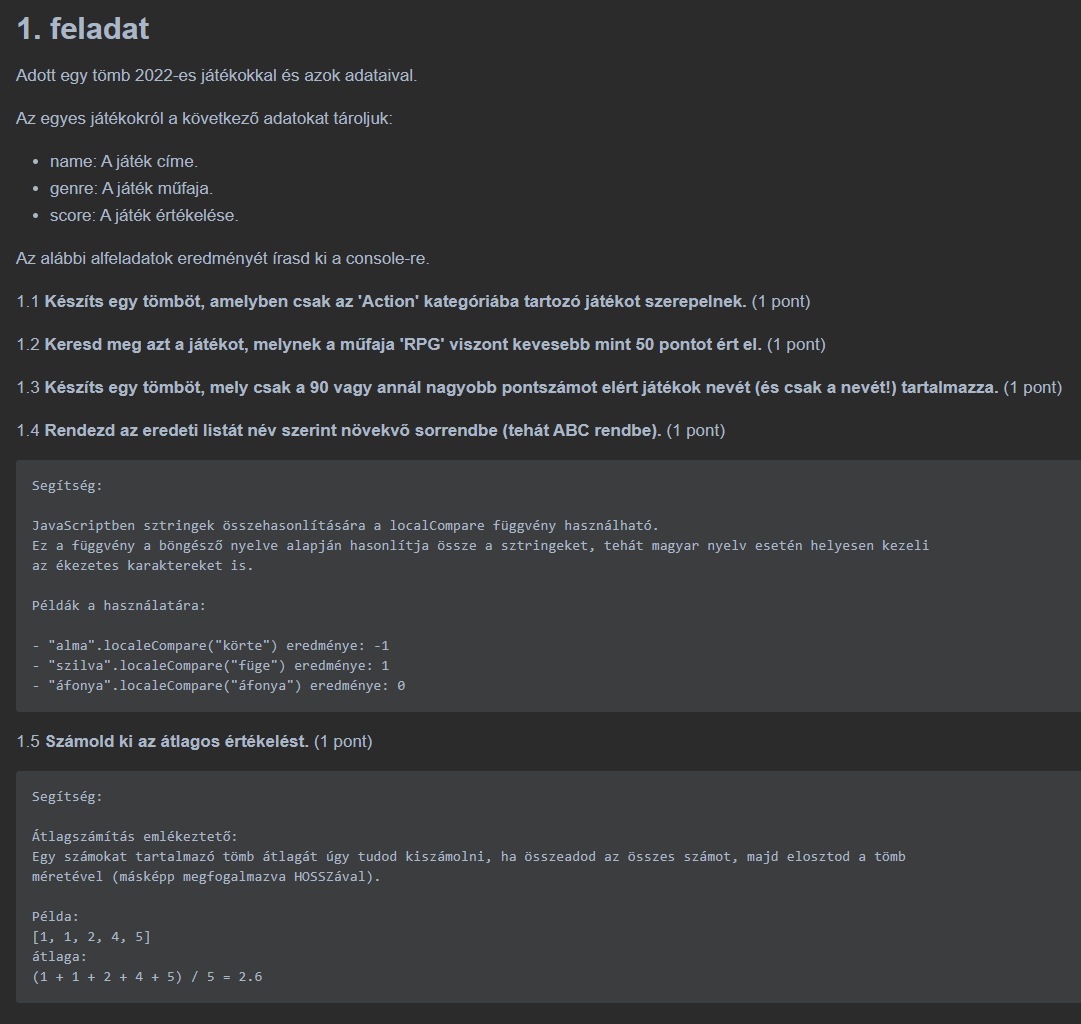 1. feladat
Adott egy tömb 2022-es játékokkal és azok adataival.
Az egyes játékokról a következő adatokat tároljuk:
• name: A játék címe.
• genre: A játék műfaja.
• score: A játék értékelése.
Az alábbi alfeladatok eredményét írasd ki a console-re.
1.1 Készíts egy tömböt, amelyben csak az 'Action' kategóriába tartozó játékot szerepelnek. (1 pont)
1.2 Keresd meg azt a játékot, melynek a műfaja 'RPG' viszont kevesebb mint 50 pontot ért el. (1 pont)
1.3 Készíts egy tömböt, mely csak a 90 vagy annál nagyobb pontszámot elért játékok nevét (és csak a nevét!) tartalmazza. (1 pont)
1.4 Rendezd az eredeti listát név szerint növekvő sorrendbe (tehát ABC rendbe). (1 pont)
Segítség:
JavaScriptben sztringek összehasonlítására a localCompare függvény használható.
Ez a függvény a böngésző nyelve alapján hasonlítja össze a sztringeket, tehát magyar nyelv esetén helyesen kezeli
az ékezetes karaktereket is.
Példák a használatára:
- "alma".localeCompare("körte") eredménye: -1
- "szilva".localeCompare("füge") eredménye: 1
- "áfonya".localeCompare("áfonya") eredménye: 0
1.5 Számold ki az átlagos értékelést. (1 pont)
Segítség:
Átlagszámítás emlékeztető:
Egy számokat tartalmazó tömb átlagát úgy tudod kiszámolni, ha összeadod az összes számot, majd elosztod a tömb
méretével (másképp megfogalmazva HOSSZával).
Példa:
[1, 1, 2, 4, 5]
átlaga:
(1 + 1 + 2 + 4 + 5) / 5 = 2.6